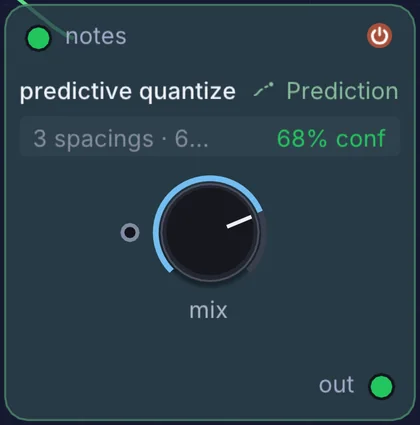 notes
predictive quantize Prediction
3 spacings · 6... 68% conf
mix
out